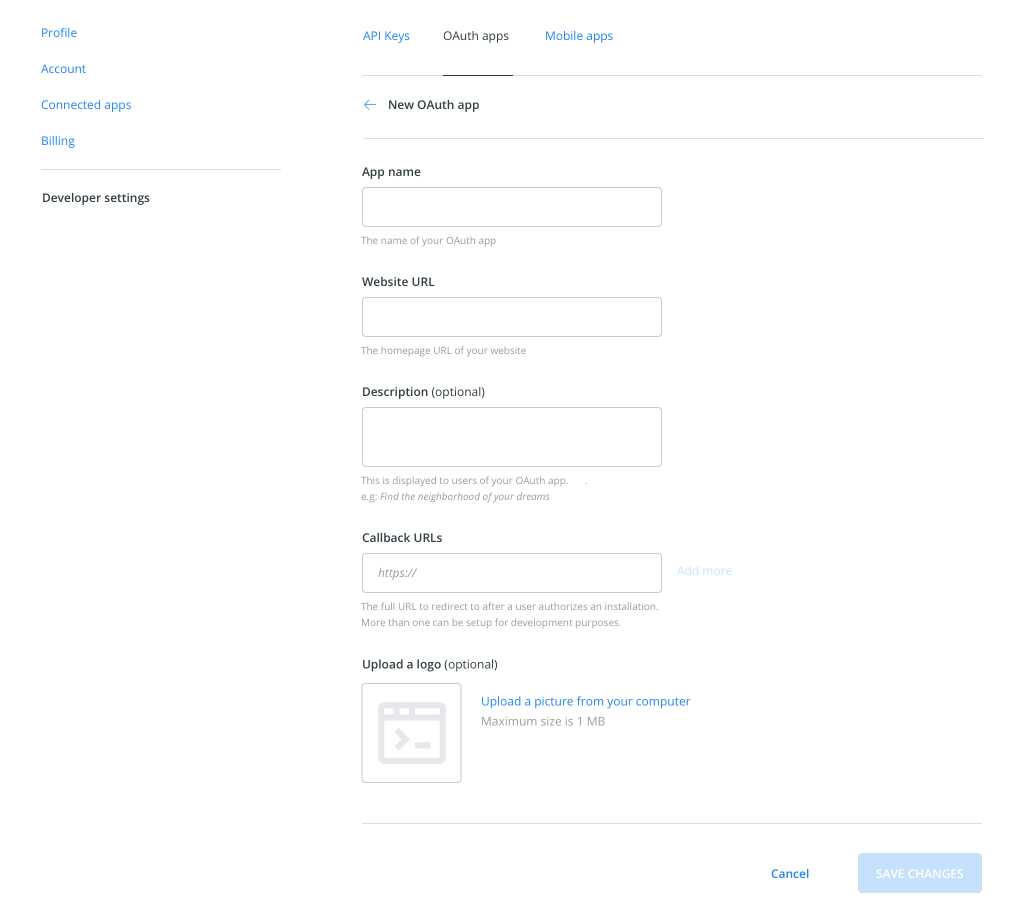 Profile
Account
Connected apps
Billing
Developer settings
API Keys
OAuth apps
Mobile apps
New OAuth app
App name
The name of your OAuth app
Website URL
The homepage URL of your website
Description (optional)
This is displayed to users of your OAuth app. .
e.g: Find the neighborhood of your dreams
Callback URLs
https://
Add more
The full URL to redirect to after a user authorizes an installation.
More than one can be setup for development purposes.
Upload a logo (optional)
Upload a picture from your computer
Maximum size is 1 MB
Cancel
SAVE CHANGES